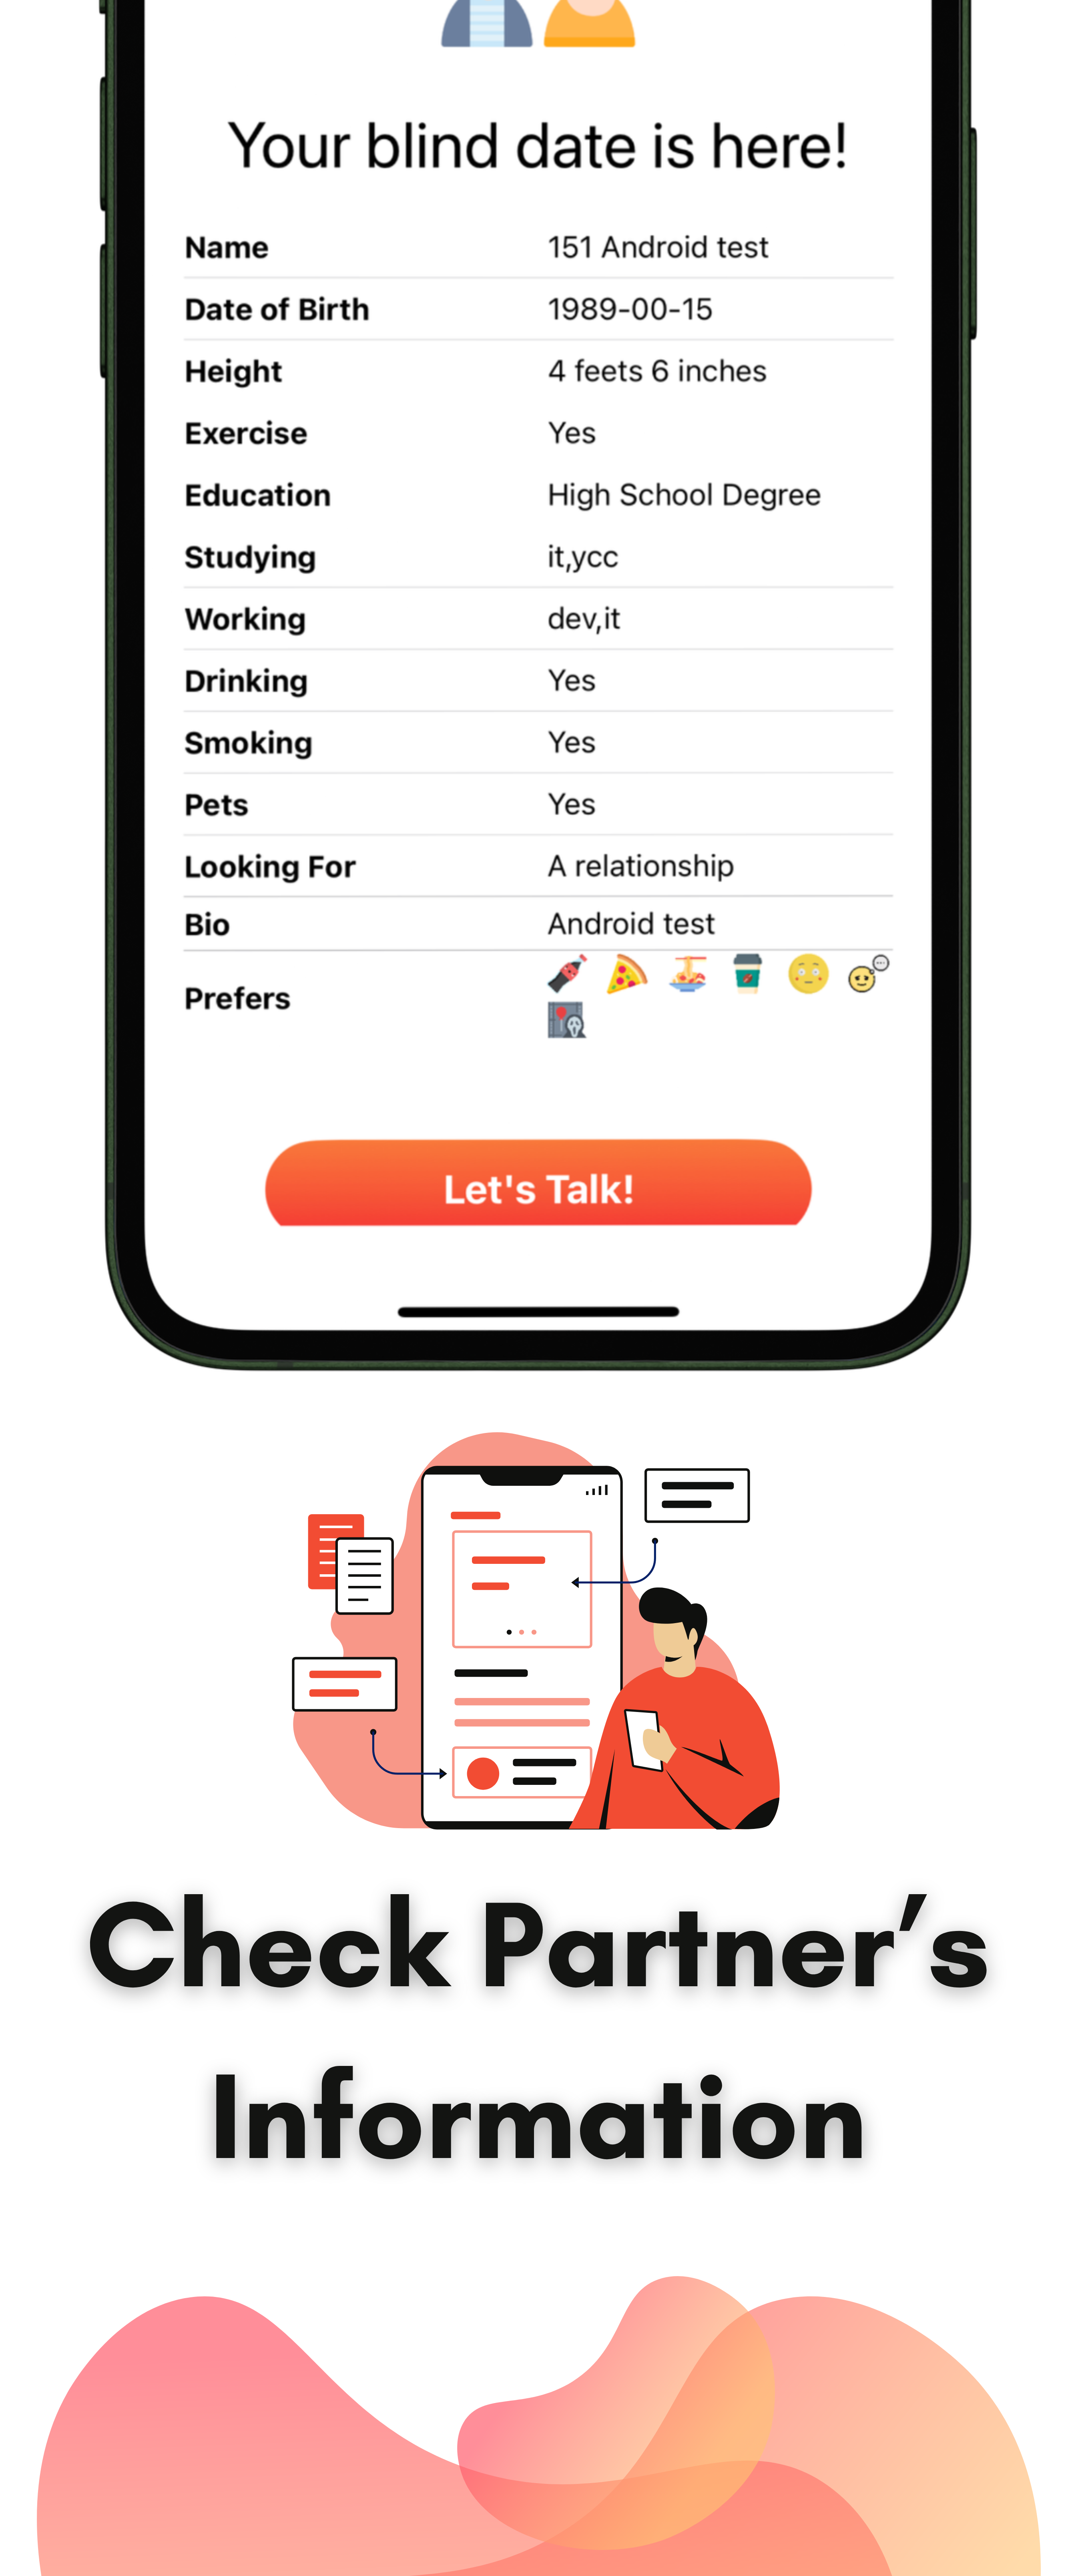 Your blind date is here!
Name 151 Android test
Date of Birth 1989-00-15
Height 4 feets 6 inches
Exercise Yes
Education High School Degree
Studying it,ycc
Working dev,it
Drinking Yes
Smoking Yes
Pets Yes
Looking For A relationship
Bio Android test
Prefers
Let's Talk!
Check Partner’s
Information